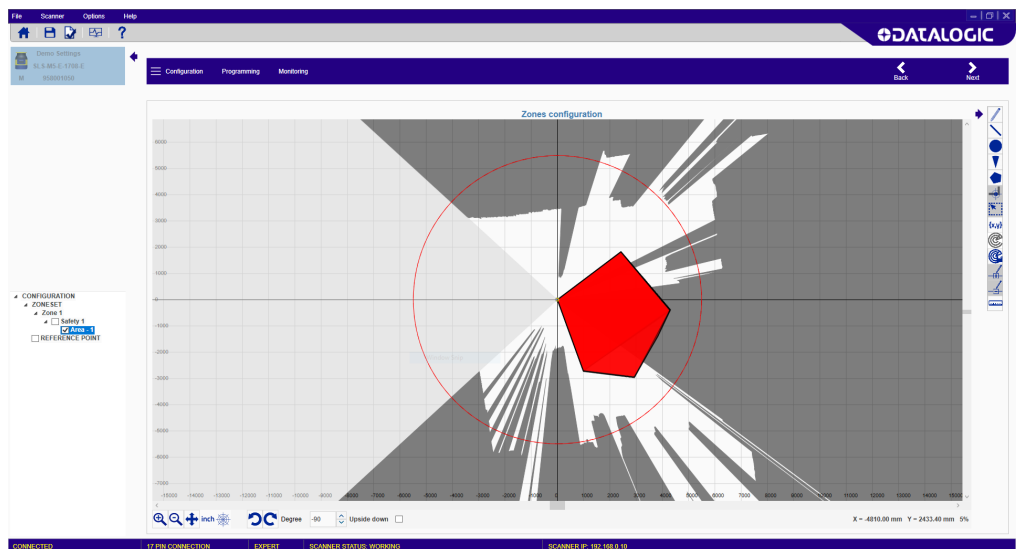 File Scanner Options Help
DATALOGIC
Demo Settings
SLS-M5-E-1708-E
M 950801050
Configuration Programming Monitoring Back Next
Zones configuration
6000
5000
4000
3000
2000
1000
0
-1000
-2000
-3000
-4000
-5000
-6000
-7000
-15000 -14000 -13000 -12000 -11000 -10000 -9000 -8000 -7000 -6000 -5000 -4000 -3000 -2000 -1000 0 1000 2000 3000 4000 5000 6000 7000 8000 9000 10000 11000 12000 13000 14000 15000
{x,y}
CONFIGURATION
ZONESET
Zone 1
Safety 1
Area - 1
REFERENCE POINT
inch Degree -90 Upside down X = -4810.00 mm Y = 2433.40 mm 5%
CONNECTED 17 PIN CONNECTION EXPERT SCANNER STATUS: WORKING SCANNER IP: 192.168.0.10